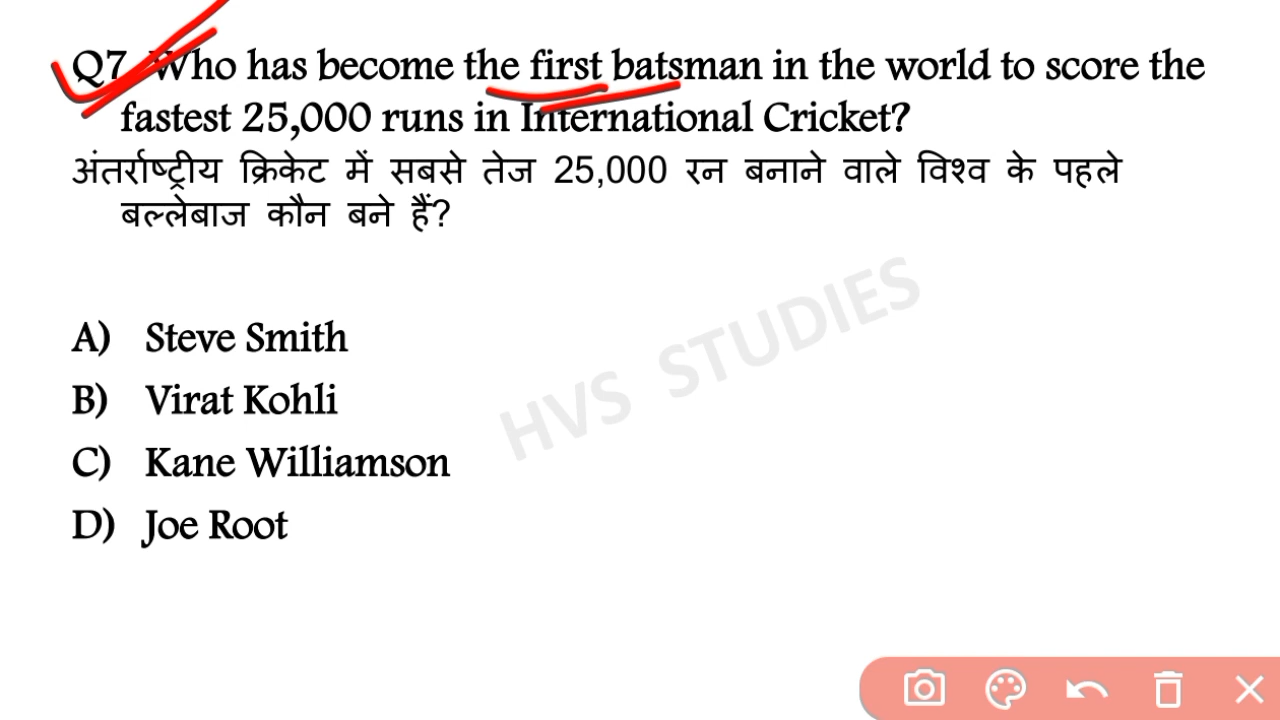 Q7. Who has become the first batsman in the world to score the
fastest 25,000 runs in International Cricket?
अंतर्राष्ट्रीय क्रिकेट में सबसे तेज 25,000 रन बनाने वाले विश्व के पहले
बल्लेबाज कौन बने हैं?
HVS STUDIES
A) Steve Smith
B) Virat Kohli
C) Kane Williamson
D) Joe Root